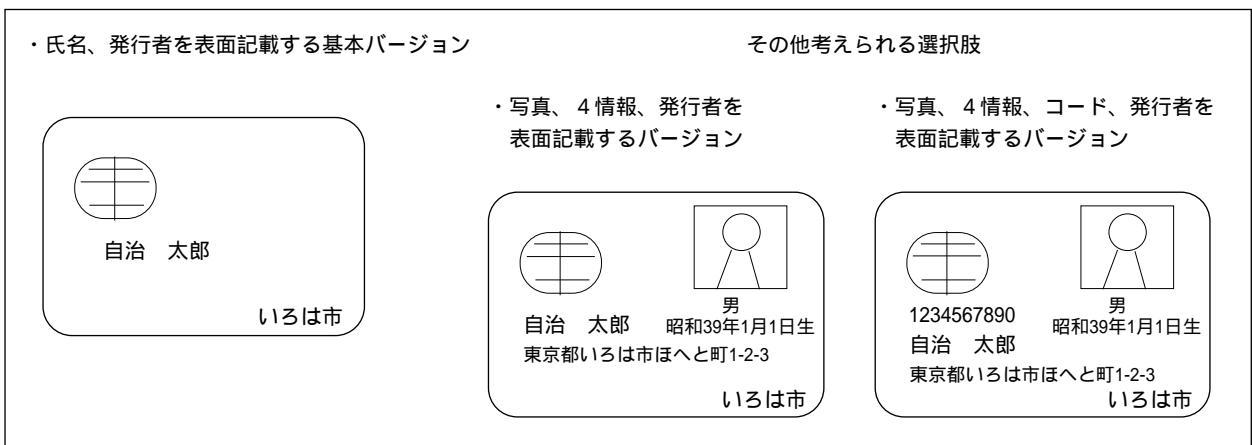 ・氏名、発行者を表面記載する基本バージョン
その他考えられる選択肢
・写真、4情報、発行者を
表面記載するバージョン
・写真、4情報、コード、発行者を
表面記載するバージョン
自治 太郎
いろは市
男
自治 太郎 昭和39年1月1日生
東京都いろは市ほへと町1-2-3
いろは市
1234567890
男
昭和39年1月1日生
自治 太郎
東京都いろは市ほへと町1-2-3
いろは市